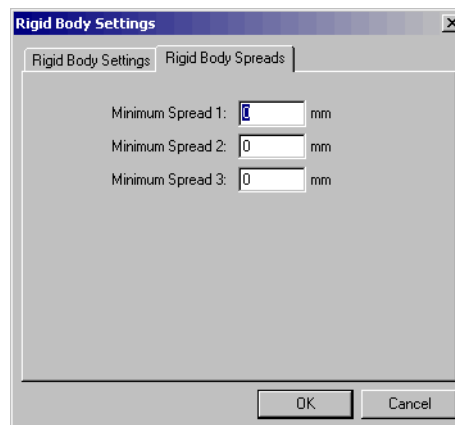 Rigid Body Settings
Rigid Body Settings Rigid Body Spreads
Minimum Spread 1: 0 mm
Minimum Spread 2: 0 mm
Minimum Spread 3: 0 mm
OK Cancel